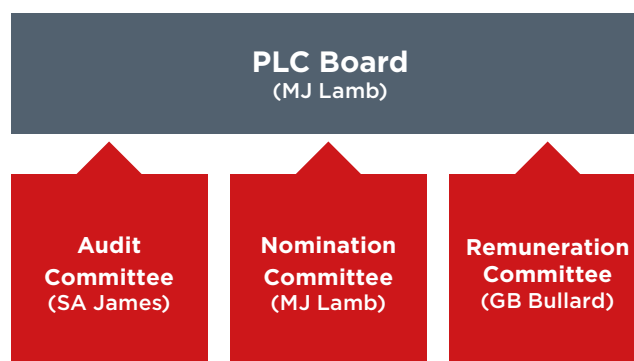 PLC Board
(MJ Lamb)
Audit
Committee
(SA James)
Nomination
Committee
(MJ Lamb)
Remuneration
Committee
(GB Bullard)